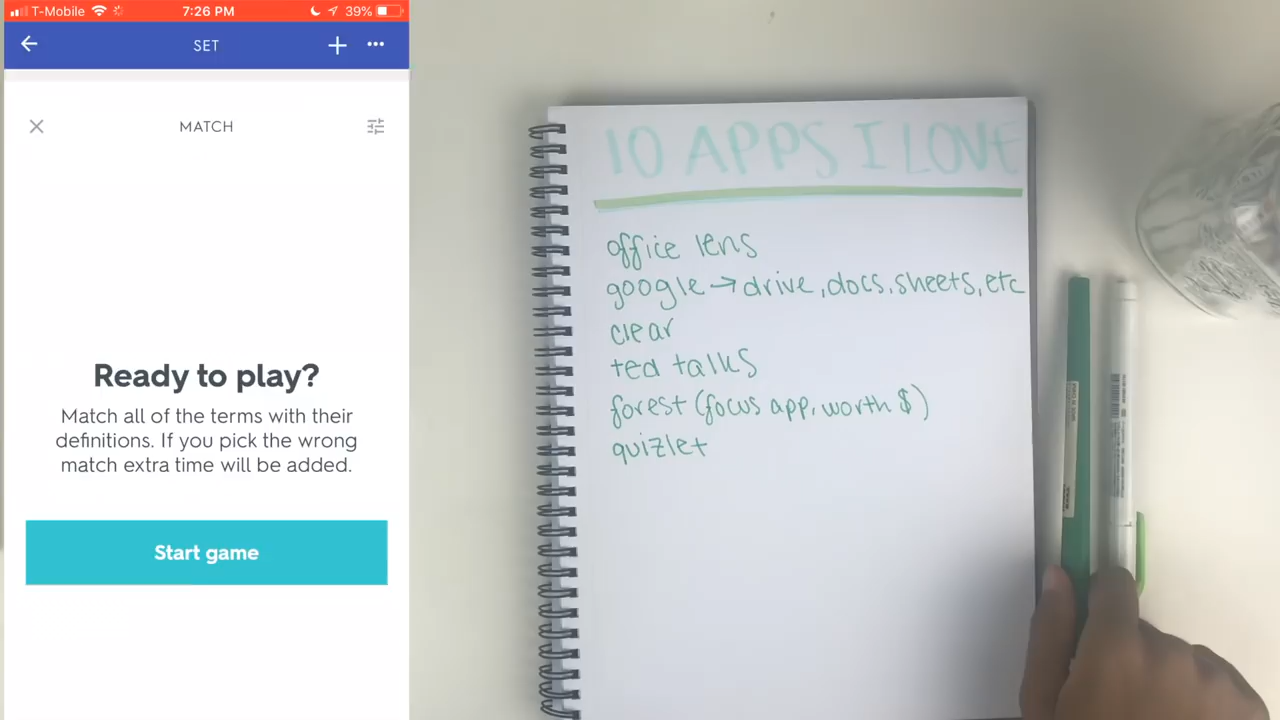 T-Mobile 7:26 PM 39%
SET
MATCH
Ready to play?
Match all of the terms with their
definitions. If you pick the wrong
match extra time will be added.
Start game
10 APPS I LOVE
office lens
google → drive, docs, sheets, etc
clear
ted talks
forest (focus app, worth $)
quizlet